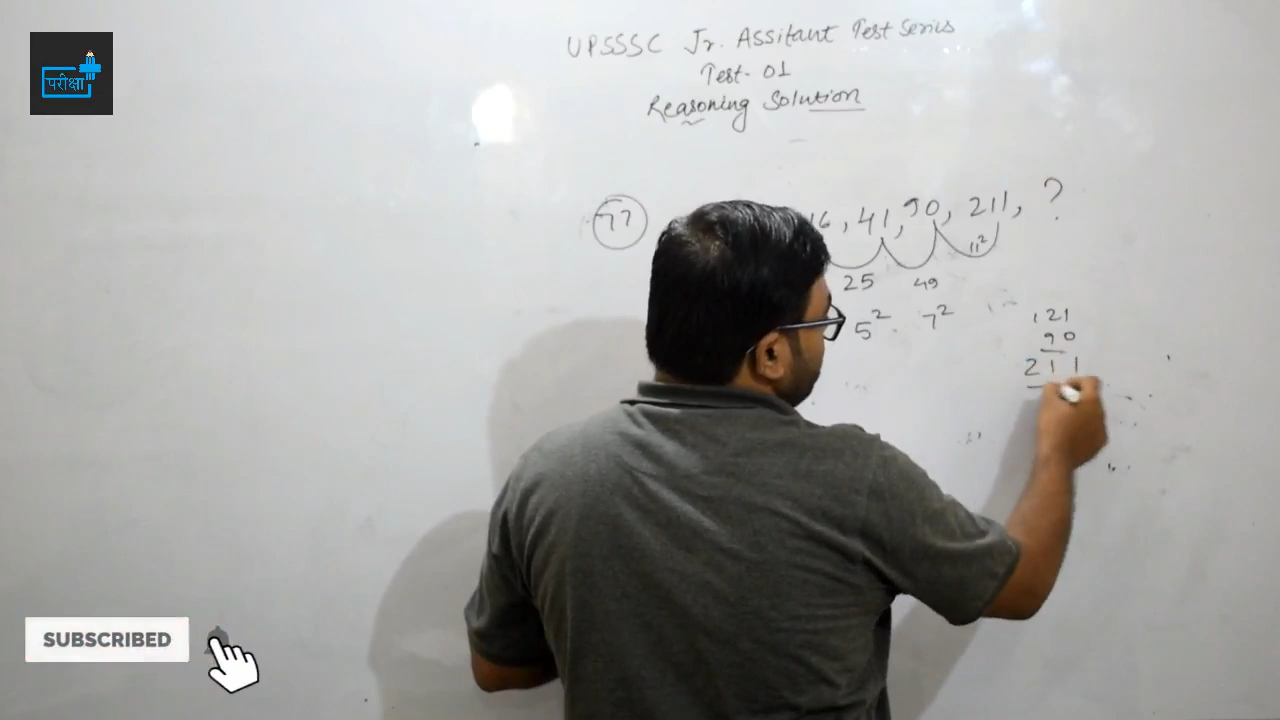 परीक्षा
UPSSSC Jr. Assitant Test Series
Test- 01
Reasoning Solution
77 16, 41, 90, 211, ?
11²
25 49
5² 7²
121
90
211
SUBSCRIBED